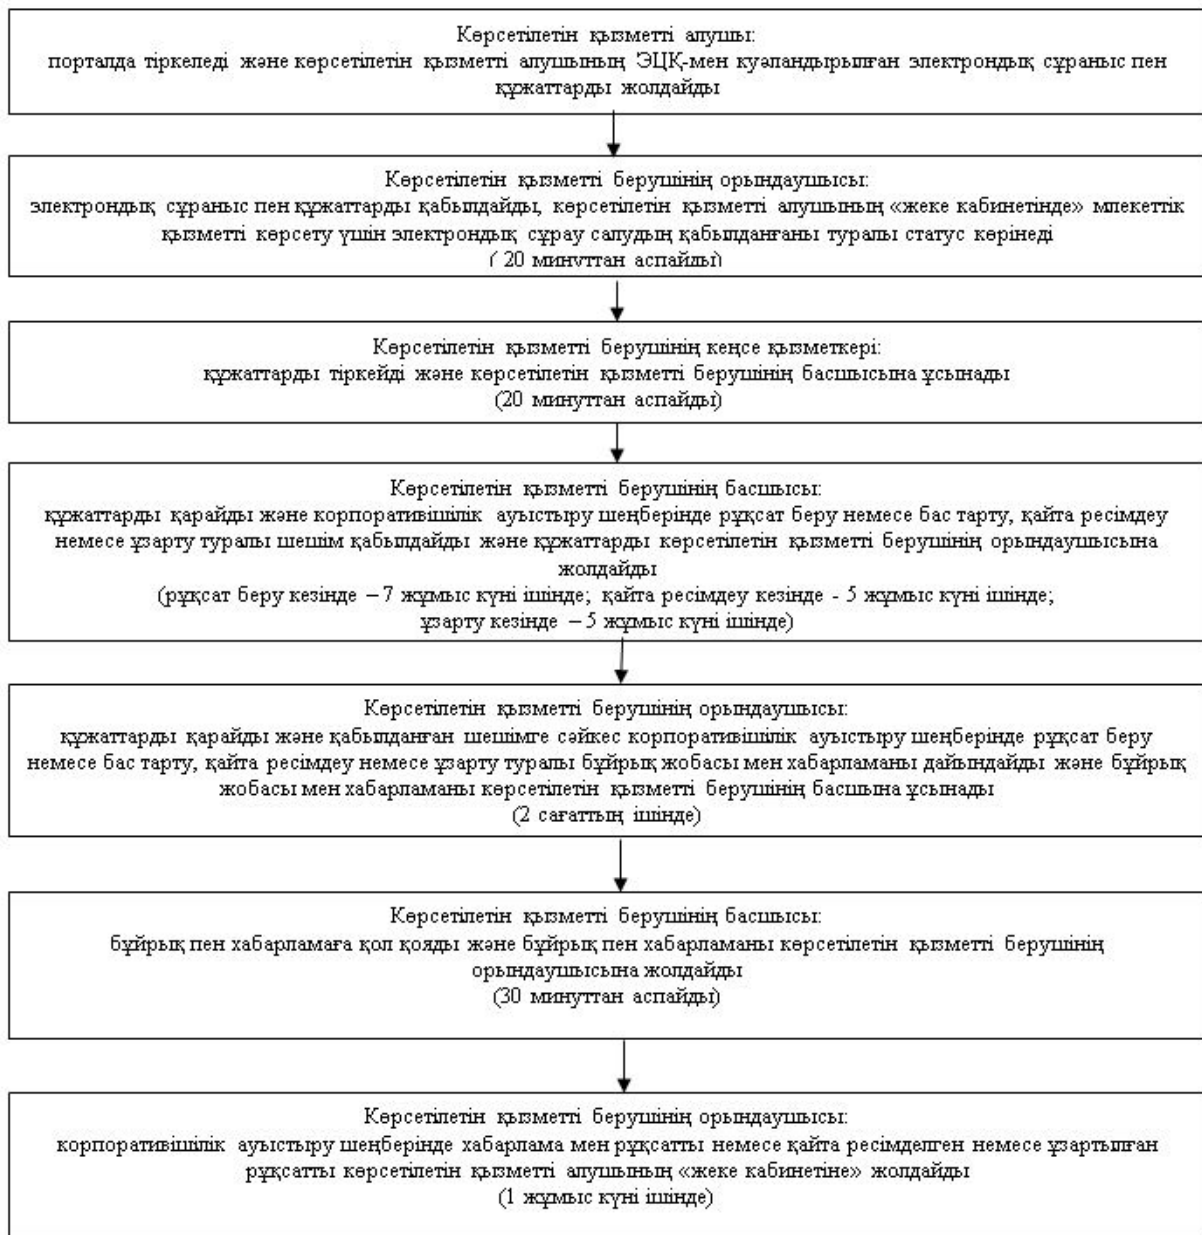 Көрсетілетін қызметті алушы:
порталда тіркеледі және көрсетілетін қызметті алушының ЭЦҚ-мен куәландырылған электрондық сұраныс пен
құжаттарды жолдайды
Көрсетілетін қызметті берушінің орындаушысы:
электрондық сұраныс пен құжаттарды қабылдайды, көрсетілетін қызметті алушының «жеке кабинетінде» млекеттік
қызметті көрсету үшін электрондық сұрау салудың қабылданғаны туралы статус көрінеді
( 20 минуттан аспайды)
Көрсетілетін қызметті берушінің кеңсе қызметкері:
құжаттарды тіркейді және көрсетілетін қызметті берушінің басшысына ұсынады
(20 минуттан аспайды)
Көрсетілетін қызметті берушінің басшысы:
құжаттарды қарайды және корпоративішілік ауыстыру шеңберінде рұқсат беру немесе бас тарту, қайта ресімдеу
немесе ұзарту туралы шешім қабылдайды және құжаттарды көрсетілетін қызметті берушінің орындаушысына
жолдайды
(рұқсат беру кезінде – 7 жұмыс күні ішінде; қайта ресімдеу кезінде - 5 жұмыс күні ішінде;
ұзарту кезінде – 5 жұмыс күні ішінде)
Көрсетілетін қызметті берушінің орындаушысы:
құжаттарды қарайды және қабылданған шешімге сәйкес корпоративішілік ауыстыру шеңберінде рұқсат беру
немесе бас тарту, қайта ресімдеу немесе ұзарту туралы бұйрық жобасы мен хабарламаны дайындайды және бұйрық
жобасы мен хабарламаны көрсетілетін қызметті берушінің басшына ұсынады
(2 сағаттың ішінде)
Көрсетілетін қызметті берушінің басшысы:
бұйрық пен хабарламаға қол қояды және бұйрық пен хабарламаны көрсетілетін қызметті берушінің
орындаушысына жолдайды
(30 минуттан аспайды)
Көрсетілетін қызметті берушінің орындаушысы:
корпоративішілік ауыстыру шеңберінде хабарлама мен рұқсатты немесе қайта ресімделген немесе ұзартылған
рұқсатты көрсетілетін қызметті алушының «жеке кабинетіне» жолдайды
(1 жұмыс күні ішінде)